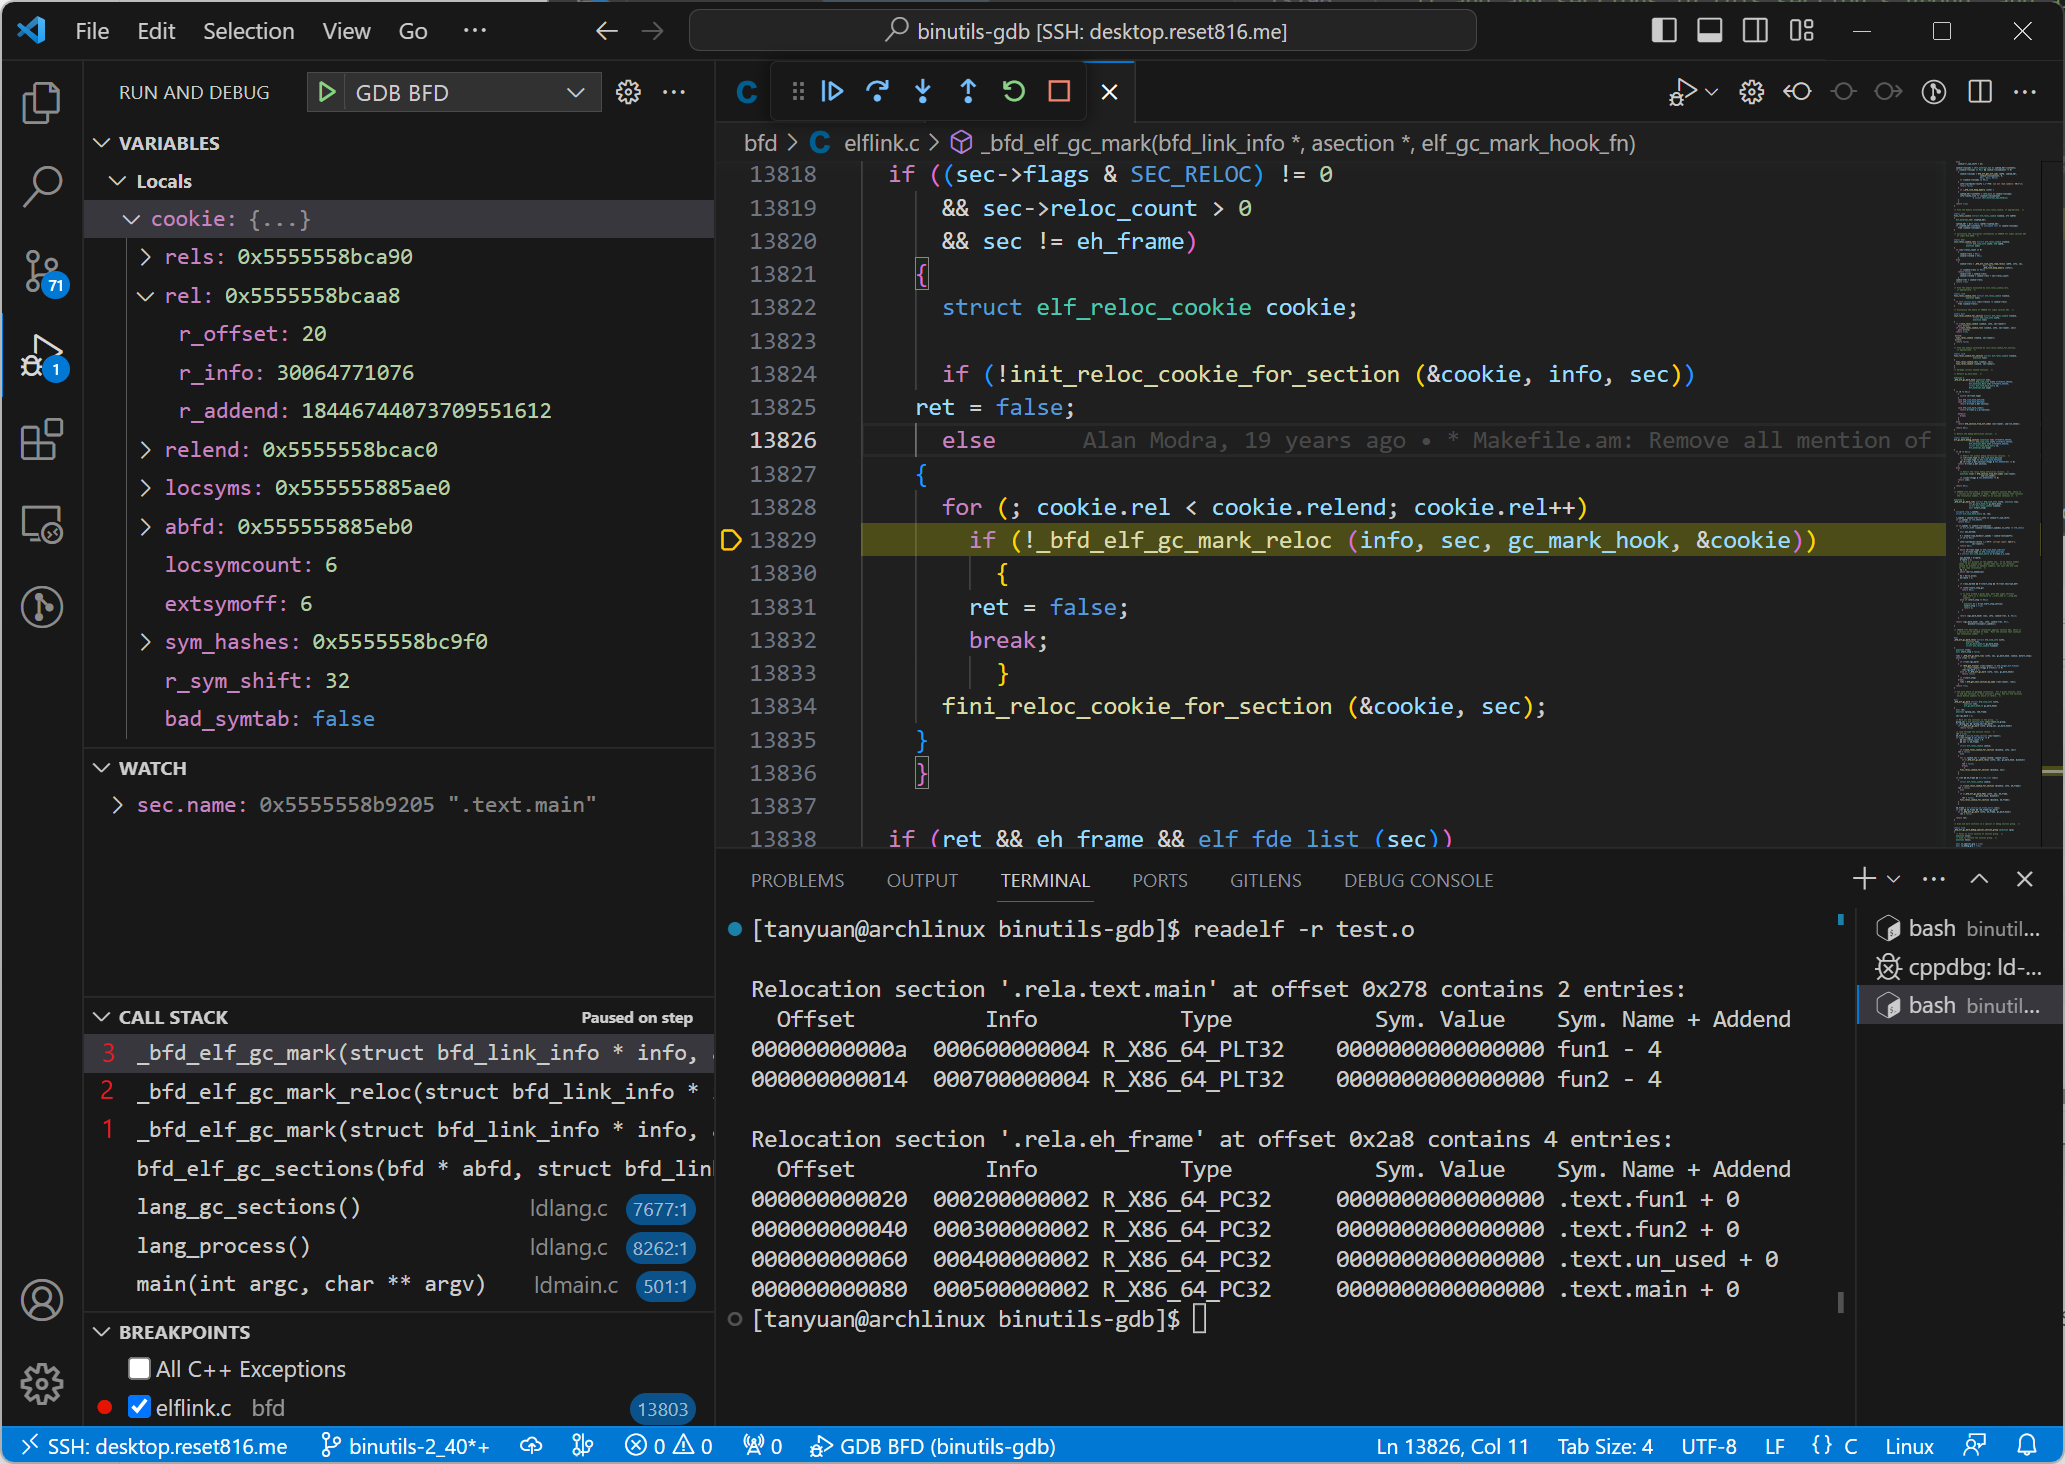 File Edit Selection View Go ··· binutils-gdb [SSH: desktop.reset816.me]
RUN AND DEBUG GDB BFD
VARIABLES
Locals
cookie: {...}
rels: 0x5555558bca90
rel: 0x5555558bcaa8
r_offset: 20
r_info: 30064771076
r_addend: 18446744073709551612
relend: 0x5555558bcac0
locsyms: 0x555555885ae0
abfd: 0x555555885eb0
locsymcount: 6
extsymoff: 6
sym_hashes: 0x5555558bc9f0
r_sym_shift: 32
bad_symtab: false
WATCH
sec.name: 0x5555558b9205 ".text.main"
CALL STACK Paused on step
3 _bfd_elf_gc_mark(struct bfd_link_info * info,
2 _bfd_elf_gc_mark_reloc(struct bfd_link_info *
1 _bfd_elf_gc_mark(struct bfd_link_info * info,
bfd_elf_gc_sections(bfd * abfd, struct bfd_lin
lang_gc_sections() ldlang.c 7677:1
lang_process() ldlang.c 8262:1
main(int argc, char ** argv) ldmain.c 501:1
BREAKPOINTS
All C++ Exceptions
elflink.c bfd 13803
71
1
C
bfd > C elflink.c > _bfd_elf_gc_mark(bfd_link_info *, asection *, elf_gc_mark_hook_fn)
13818 if ((sec->flags & SEC_RELOC) != 0
13819 && sec->reloc_count > 0
13820 && sec != eh_frame)
13821 {
13822 struct elf_reloc_cookie cookie;
13823
13824 if (!init_reloc_cookie_for_section (&cookie, info, sec))
13825 ret = false;
13826 else Alan Modra, 19 years ago • * Makefile.am: Remove all mention of
13827 {
13828 for (; cookie.rel < cookie.relend; cookie.rel++)
13829 if (!_bfd_elf_gc_mark_reloc (info, sec, gc_mark_hook, &cookie))
13830 {
13831 ret = false;
13832 break;
13833 }
13834 fini_reloc_cookie_for_section (&cookie, sec);
13835 }
13836 }
13837
13838 if (ret && eh_frame && elf_fde_list (sec))
PROBLEMS OUTPUT TERMINAL PORTS GITLENS DEBUG CONSOLE
[tanyuan@archlinux binutils-gdb]$ readelf -r test.o
Relocation section '.rela.text.main' at offset 0x278 contains 2 entries:
Offset Info Type Sym. Value Sym. Name + Addend
00000000000a 000600000004 R_X86_64_PLT32 0000000000000000 fun1 - 4
000000000014 000700000004 R_X86_64_PLT32 0000000000000000 fun2 - 4
Relocation section '.rela.eh_frame' at offset 0x2a8 contains 4 entries:
Offset Info Type Sym. Value Sym. Name + Addend
000000000020 000200000002 R_X86_64_PC32 0000000000000000 .text.fun1 + 0
000000000040 000300000002 R_X86_64_PC32 0000000000000000 .text.fun2 + 0
000000000060 000400000002 R_X86_64_PC32 0000000000000000 .text.un_used + 0
000000000080 000500000002 R_X86_64_PC32 0000000000000000 .text.main + 0
[tanyuan@archlinux binutils-gdb]$
bash binutil...
cppdbg: ld-...
bash binutil...
SSH: desktop.reset816.me binutils-2_40*+ 0 0 0 GDB BFD (binutils-gdb) Ln 13826, Col 11 Tab Size: 4 UTF-8 LF {} C Linux